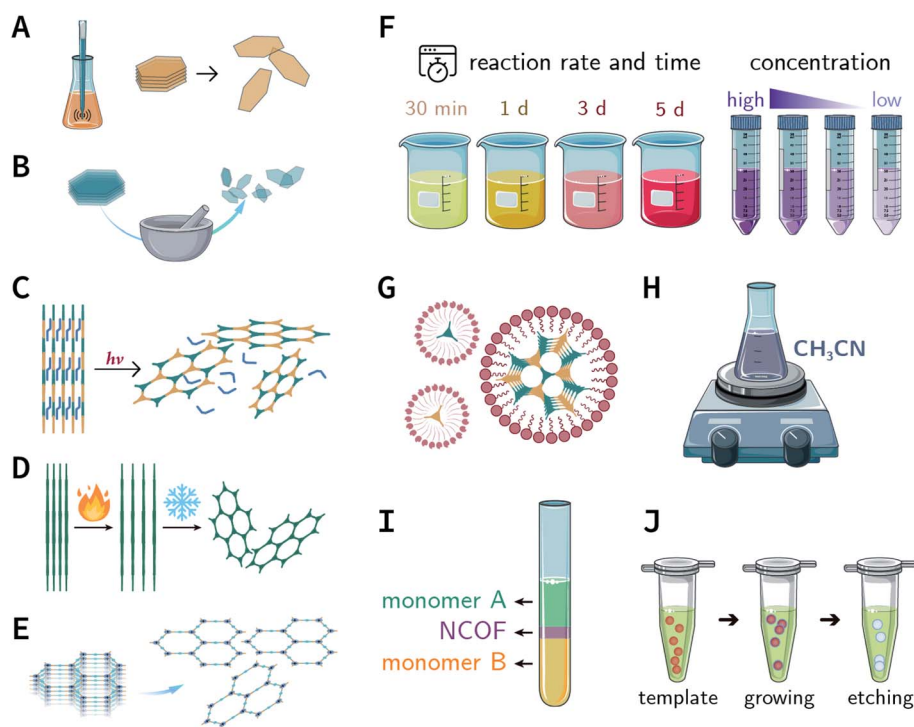 A
B
C
hν
D
E
F
reaction rate and time
30 min 1 d 3 d 5 d
concentration
high low
G
H
CH₃CN
I
monomer A
NCOF
monomer B
J
template growing etching